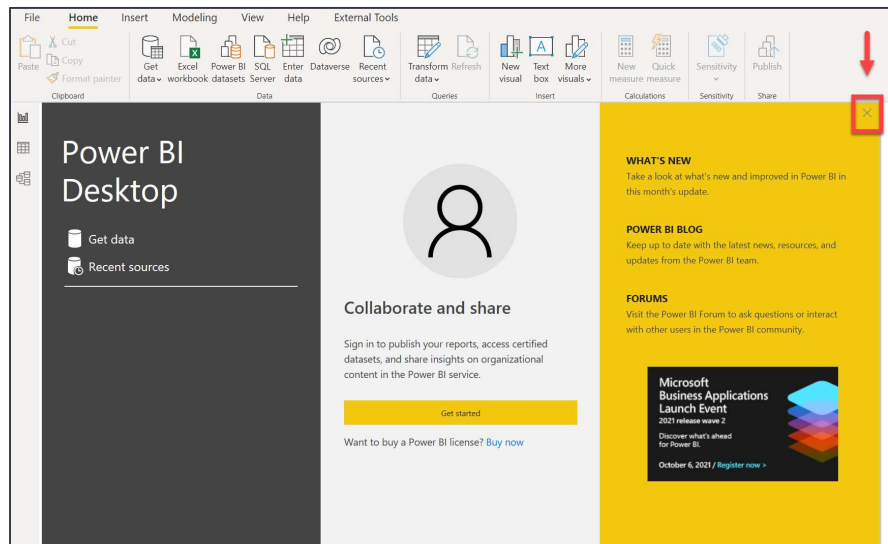 File Home Insert Modeling View Help External Tools
Paste
Cut
Copy
Format painter
Get data
Excel workbook
Power BI datasets
SQL Server
Enter data
Dataverse
Recent sources
Transform data
Refresh
New visual
Text box
More visuals
New measure
Quick measure
Sensitivity
Publish
Clipboard Data Queries Insert Calculations Sensitivity Share
Power BI
Desktop
Get data
Recent sources
Collaborate and share
Sign in to publish your reports, access certified
datasets, and share insights on organizational
content in the Power BI service.
Get started
Want to buy a Power BI license? Buy now
WHAT'S NEW
Take a look at what's new and improved in Power BI in
this month's update.
POWER BI BLOG
Keep up to date with the latest news, resources, and
updates from the Power BI team.
FORUMS
Visit the Power BI Forum to ask questions or interact
with other users in the Power BI community.
Microsoft
Business Applications
Launch Event
2021 release wave 2
Discover what's ahead
for Power BI.
October 6, 2021 / Register now >